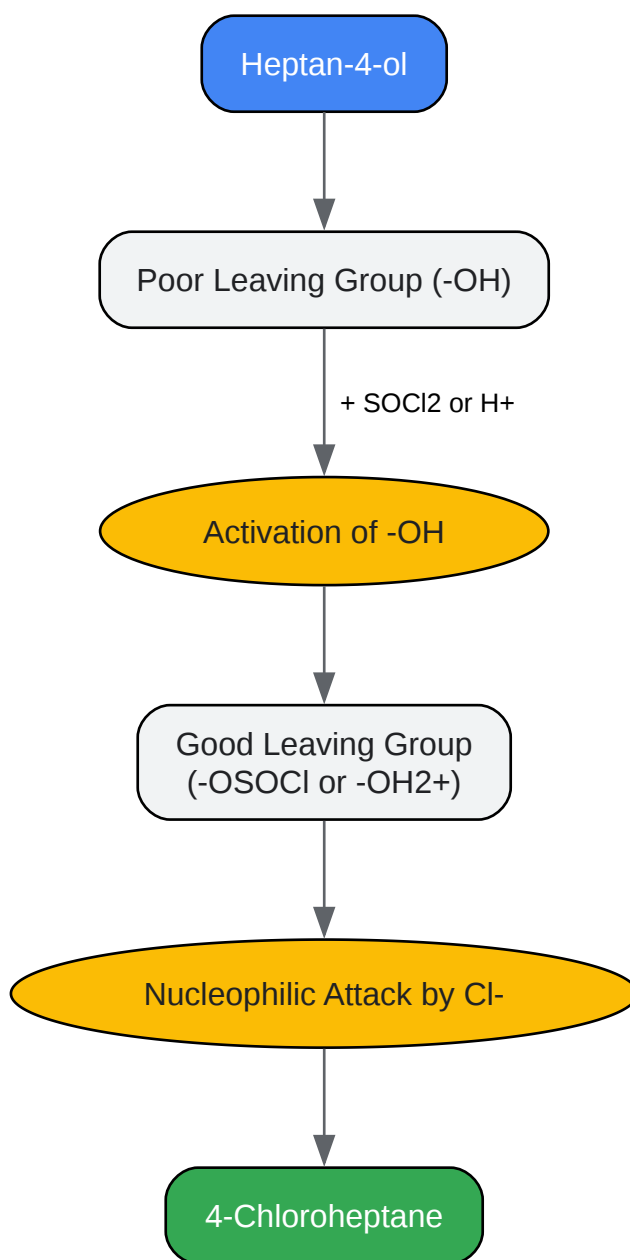 Heptan-4-ol
Poor Leaving Group (-OH)
+ SOCl2 or H+
Activation of -OH
Good Leaving Group
(-OSOCl or -OH2+)
Nucleophilic Attack by Cl-
4-Chloroheptane